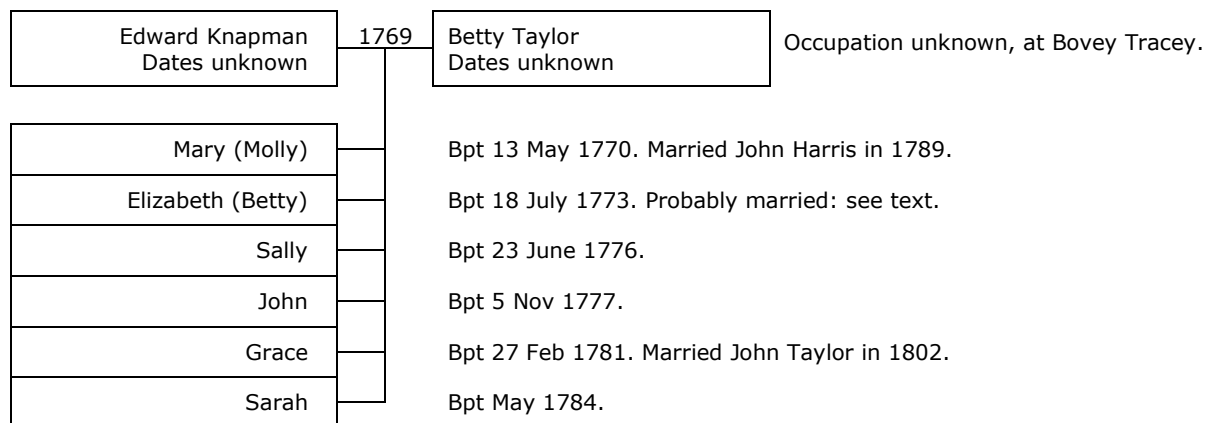 Edward Knapman 1769 Betty Taylor
Dates unknown Dates unknown
Occupation unknown, at Bovey Tracey.
Mary (Molly) Bpt 13 May 1770. Married John Harris in 1789.
Elizabeth (Betty) Bpt 18 July 1773. Probably married: see text.
Sally Bpt 23 June 1776.
John Bpt 5 Nov 1777.
Grace Bpt 27 Feb 1781. Married John Taylor in 1802.
Sarah Bpt May 1784.